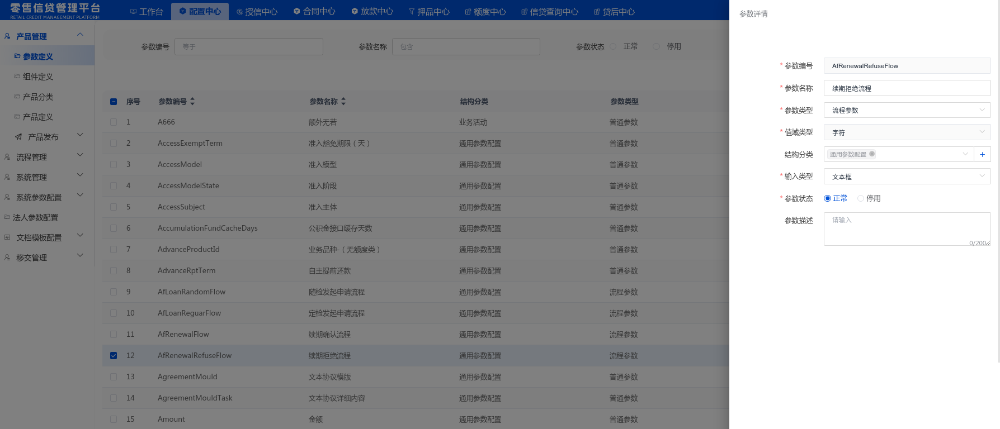 零售信贷管理平台
RETAIL CREDIT MANAGEMENT PLATFORM
工作台 配置中心 授信中心 合同中心 放款中心 押品中心 额度中心 信贷查询中心 贷后中心
产品管理
参数定义
组件定义
产品分类
产品定义
产品发布
流程管理
系统管理
系统参数配置
法人参数配置
文档模板配置
移交管理
参数编号 等于 参数名称 包含 参数状态 正常 停用
序号 参数编号 参数名称 结构分类 参数类型
1 A666 额外无若 业务活动 普通参数
2 AccessExemptTerm 准入豁免期限（天） 通用参数配置 普通参数
3 AccessModel 准入模型 通用参数配置 普通参数
4 AccessModelState 准入阶段 通用参数配置 普通参数
5 AccessSubject 准入主体 通用参数配置 普通参数
6 AccumulationFundCacheDays 公积金接口缓存天数 通用参数配置 普通参数
7 AdvanceProductId 业务品种-（无额度类） 通用参数配置 普通参数
8 AdvanceRptTerm 自主提前还款 通用参数配置 普通参数
9 AfLoanRandomFlow 随检发起申请流程 通用参数配置 流程参数
10 AfLoanReguarFlow 定检发起申请流程 通用参数配置 流程参数
11 AfRenewalFlow 续期确认流程 通用参数配置 流程参数
12 AfRenewalRefuseFlow 续期拒绝流程 通用参数配置 流程参数
13 AgreementMould 文本协议模版 通用参数配置 普通参数
14 AgreementMouldTask 文本协议详细内容 通用参数配置 普通参数
15 Amount 金额 通用参数配置 普通参数
参数详情
* 参数编号 AfRenewalRefuseFlow
* 参数名称 续期拒绝流程
* 参数类型 流程参数
* 值域类型 字符
结构分类 通用参数配置
* 输入类型 文本框
* 参数状态 正常 停用
参数描述 请输入
0/200